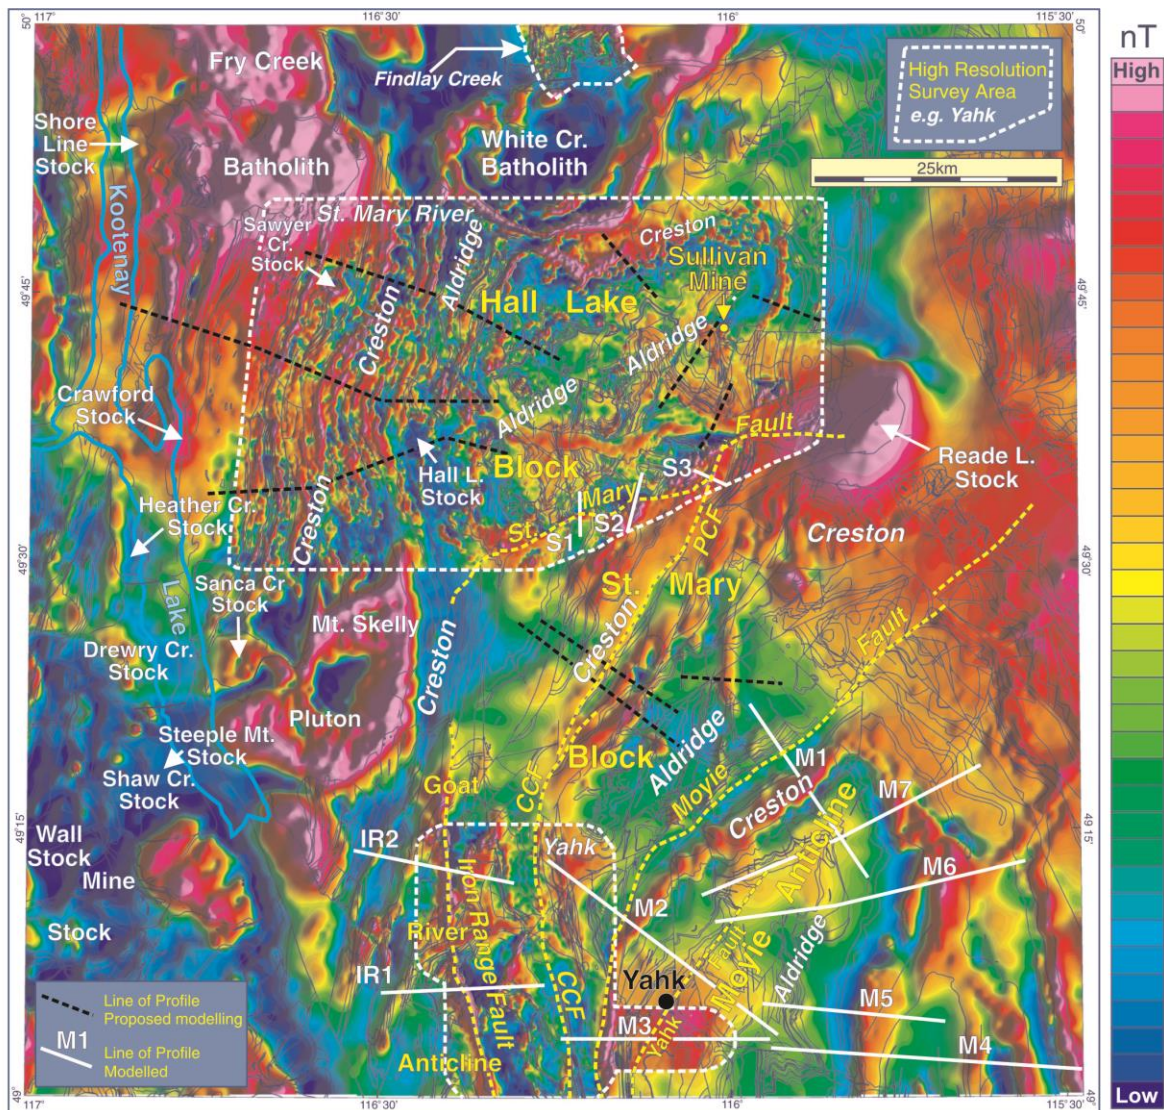 117°
116° 30'
116°
115° 30'
50°
50°
nT
High
Fry Creek
Findlay Creek
High Resolution
Survey Area
e.g. Yahk
Shore
Line
Stock
Batholith
White Cr.
Batholith
25km
Kootenay
St. Mary River
Sawyer
Cr.
Stock
Aldridge
Creston
Sullivan
Mine
49° 45'
49° 45'
Hall Lake
Creston
Aldridge
Crawford
Stock
Aldridge
Fault
Hall L.
Stock
Block
S3
Reade L.
Stock
Heather Cr.
Stock
Creston
Mary
St.
S1
S2
PCF
Creston
49° 30'
49° 30'
Sanca Cr
Stock
St. Mary
Lake
Mt. Skelly
Creston
Creston
Fault
Drewry Cr.
Stock
Pluton
Steeple Mt.
Stock
Shaw Cr.
Stock
Block
Aldridge
CCF
Goat
Moyie
M1
M7
Creston
49° 15'
49° 15'
Wall
Stock
Mine
Stock
IR2
Yahk
Iron Range Fault
Anticline
M6
M2
River
Fault
Moyie
Aldridge
IR1
CCF
Yahk
M5
M3
Yahk
M4
Anticline
Line of Profile
Proposed modelling
M1
Line of Profile
Modelled
49°
49°
117°
116° 30'
116°
115° 30'
Low